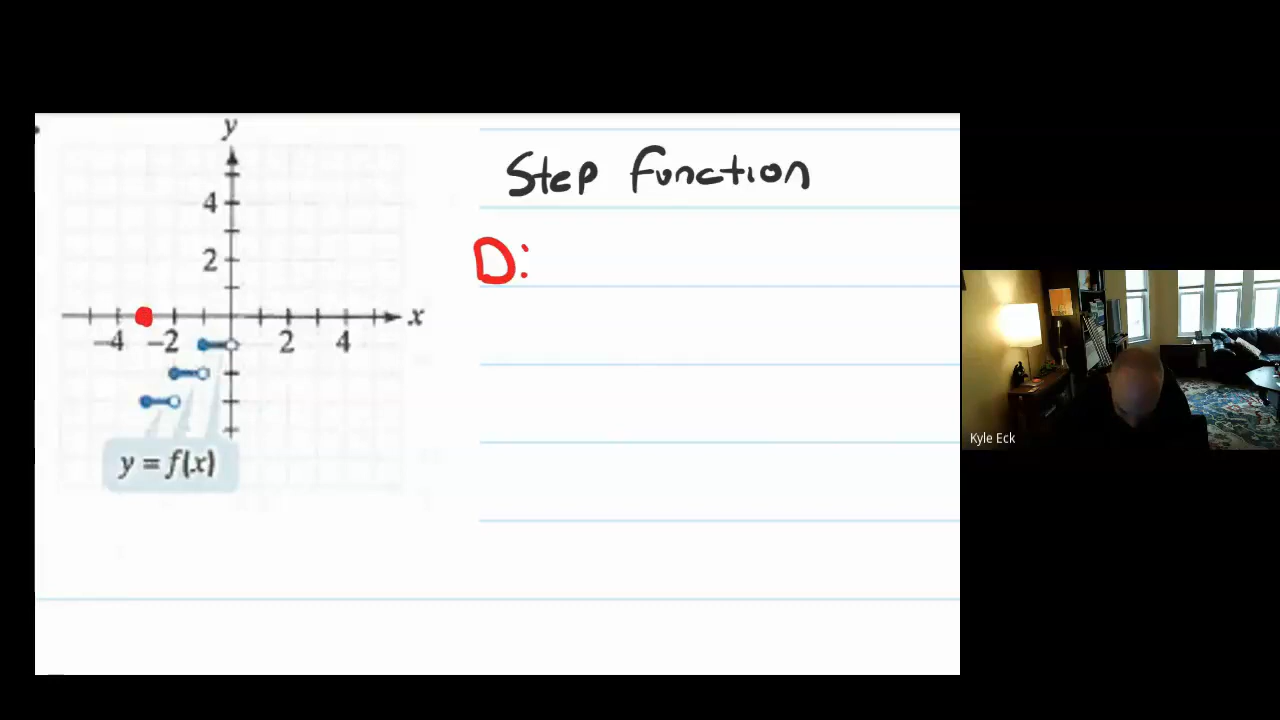 y
Step function
4
D:
2
x
-4 -2 2 4
y = f(x)
Kyle Eck